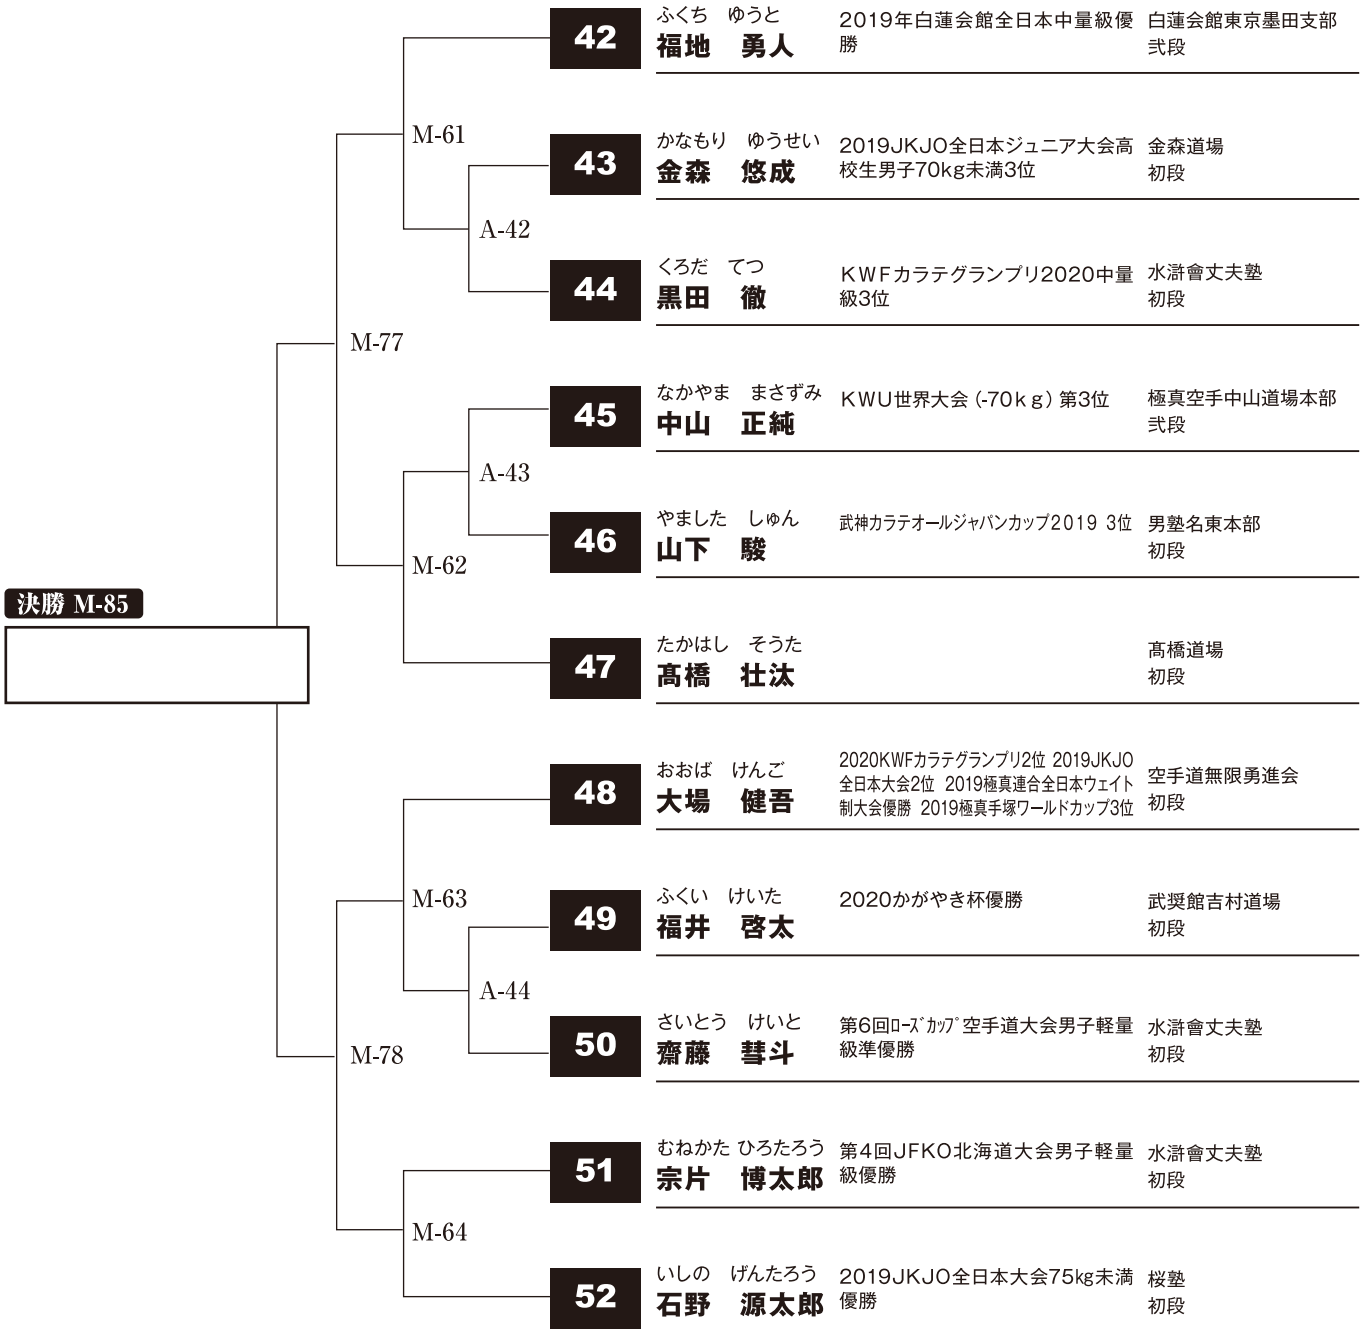 42
ふくち　ゆうと
福地　勇人
2019年白蓮会館全日本中量級優
勝
白蓮会館東京墨田支部
弐段
M-61
43
かなもり　ゆうせい
金森　悠成
2019JKJO全日本ジュニア大会高
校生男子70kg未満3位
金森道場
初段
A-42
44
くろだ　てつ
黒田　徹
KWFカラテグランプリ2020中量
級3位
水滸會丈夫塾
初段
M-77
45
なかやま　まさずみ
中山　正純
KWU世界大会（-70kg）第3位
極真空手中山道場本部
弐段
A-43
46
やました　しゅん
山下　駿
武神カラテオールジャパンカップ2019 3位
男塾名東本部
初段
M-62
決勝 M-85
47
たかはし　そうた
髙橋　壮汰
髙橋道場
初段
48
おおば　けんご
大場　健吾
2020KWFカラテグランプリ2位 2019JKJO
全日本大会2位 2019極真連合全日本ウェイト
制大会優勝 2019極真手塚ワールドカップ3位
空手道無限勇進会
初段
M-63
49
ふくい　けいた
福井　啓太
2020かがやき杯優勝
武奨館吉村道場
初段
A-44
50
さいとう　けいと
齋藤　彗斗
第6回ﾛｰｽﾞｶｯﾌﾟ空手道大会男子軽量
級準優勝
水滸會丈夫塾
初段
M-78
51
むねかた ひろたろう
宗片　博太郎
第4回JFKO北海道大会男子軽量
級優勝
水滸會丈夫塾
初段
M-64
52
いしの　げんたろう
石野　源太郎
2019JKJO全日本大会75㎏未満
優勝
桜塾
初段